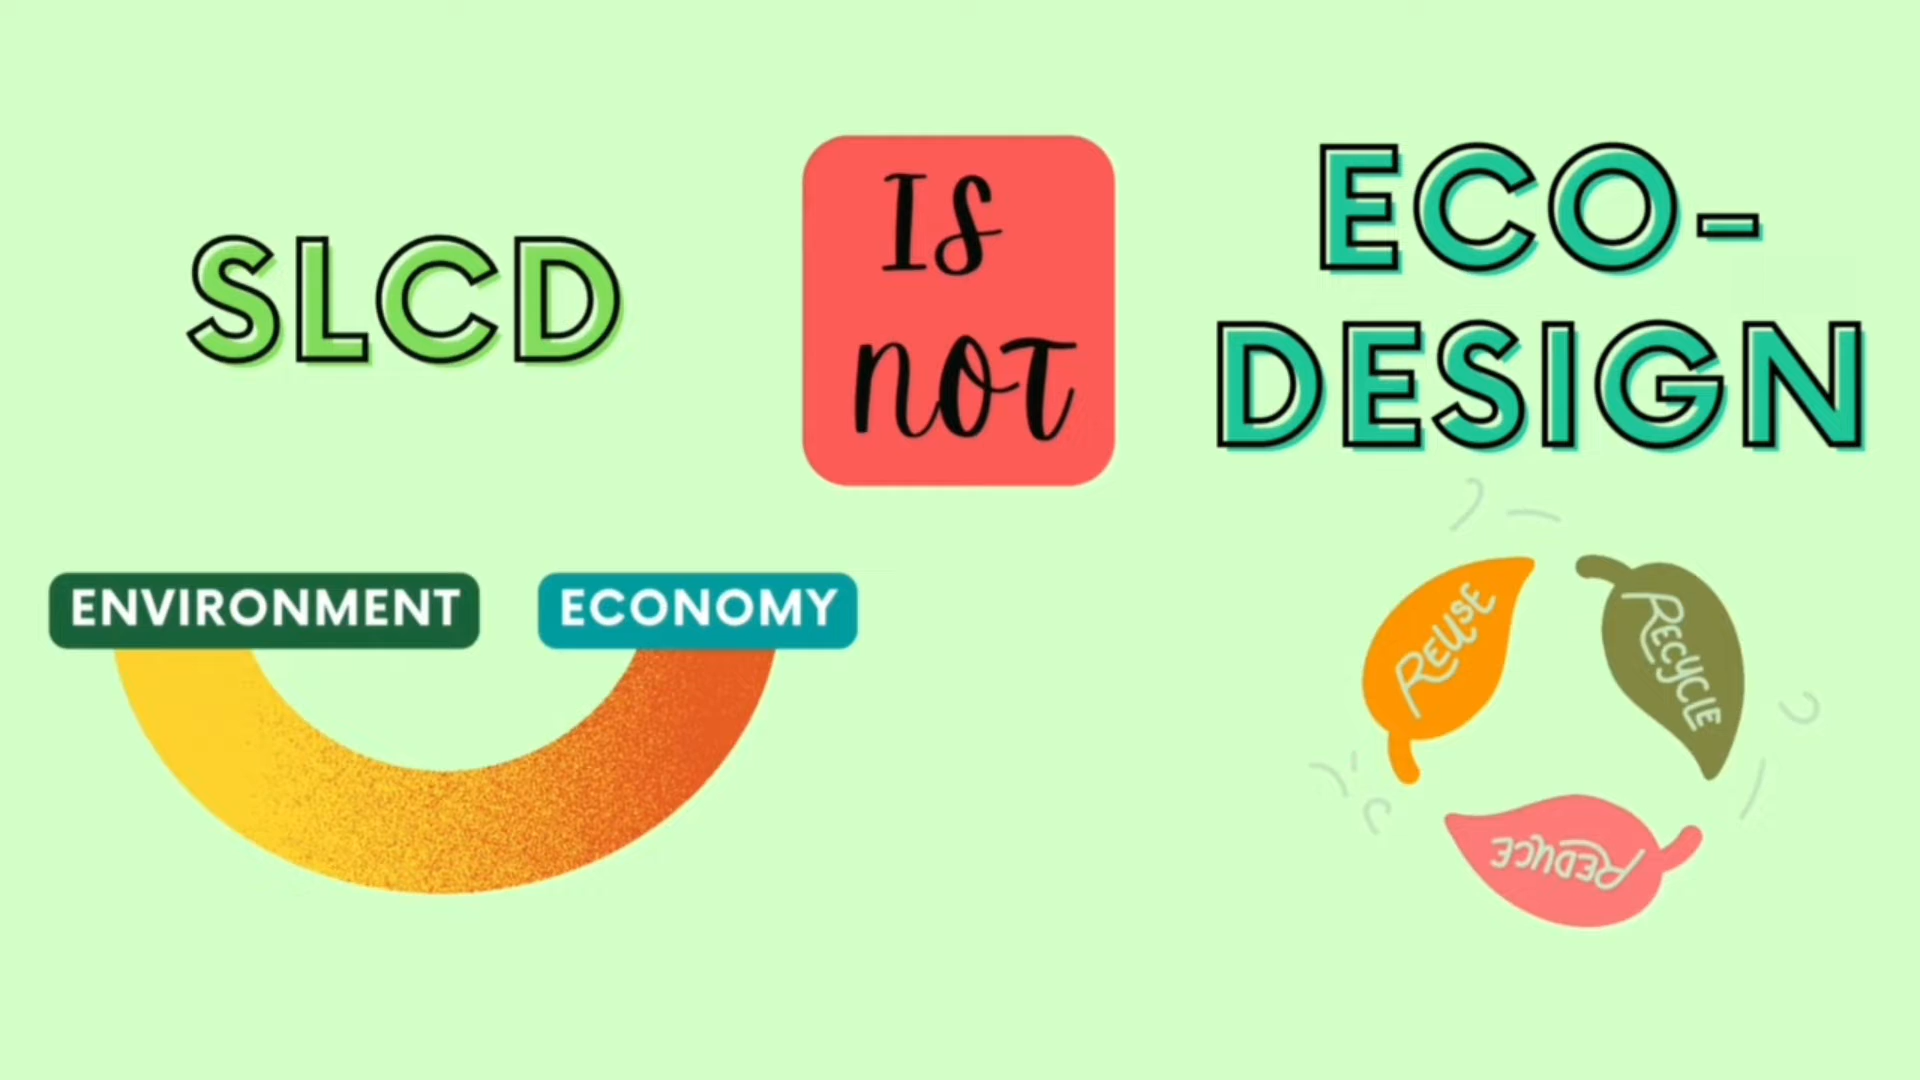 SLCD
IS
NOT
ECO-
DESIGN
ENVIRONMENT
ECONOMY
REUSE
RECYCLE
REDUCE